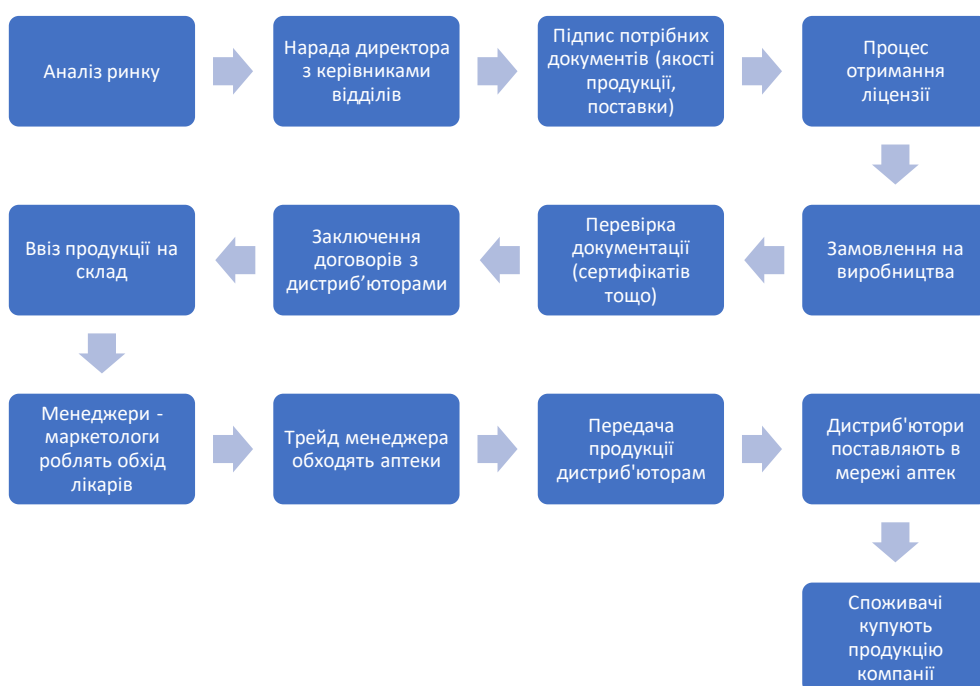 Аналіз ринку
Нарада директора
з керівниками
відділів
Підпис потрібних
документів (якості
продукції,
поставки)
Процес
отримання
ліцензії
Замовлення на
виробництва
Перевірка
документації
(сертифікатів
тощо)
Заключення
договорів з
дистриб’юторами
Ввіз продукції на
склад
Менеджери -
маркетологи
роблять обхід
лікарів
Трейд менеджера
обходять аптеки
Передача
продукції
дистриб'юторам
Дистриб'ютори
поставляють в
мережі аптек
Споживачі
купують
продукцію
компанії